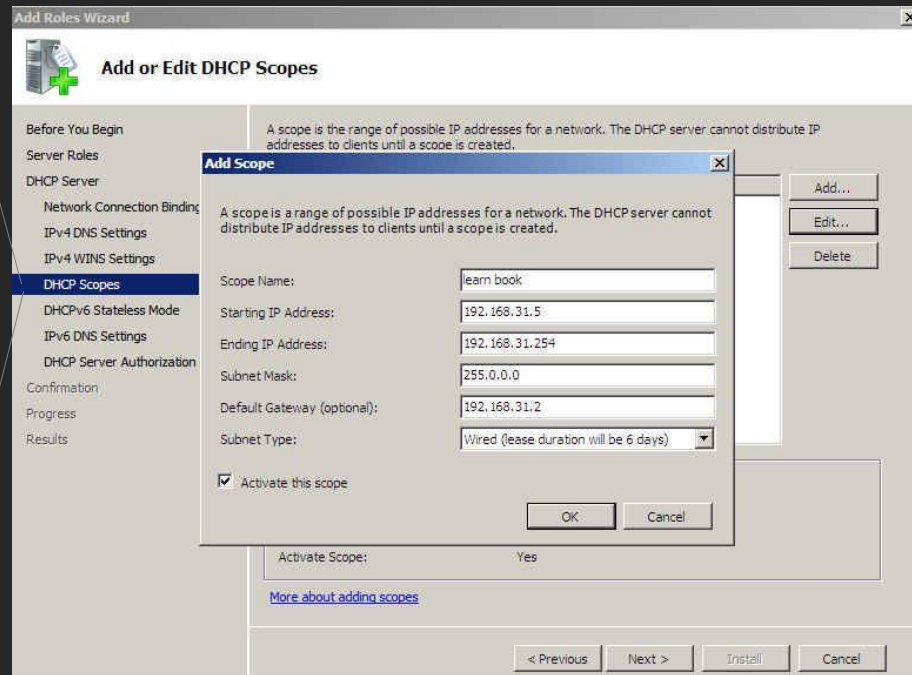 Add Roles Wizard
Add or Edit DHCP Scopes
Before You Begin
Server Roles
DHCP Server
Network Connection Binding
IPv4 DNS Settings
IPv4 WINS Settings
DHCP Scopes
DHCPv6 Stateless Mode
IPv6 DNS Settings
DHCP Server Authorization
Confirmation
Progress
Results
A scope is the range of possible IP addresses for a network. The DHCP server cannot distribute IP
addresses to clients until a scope is created.
Add...
Edit...
Delete
Add Scope
A scope is a range of possible IP addresses for a network. The DHCP server cannot
distribute IP addresses to clients until a scope is created.
Scope Name: learn book
Starting IP Address: 192.168.31.5
Ending IP Address: 192.168.31.254
Subnet Mask: 255.0.0.0
Default Gateway (optional): 192.168.31.2
Subnet Type: Wired (lease duration will be 6 days)
Activate this scope
OK Cancel
Activate Scope: Yes
More about adding scopes
< Previous Next > Install Cancel